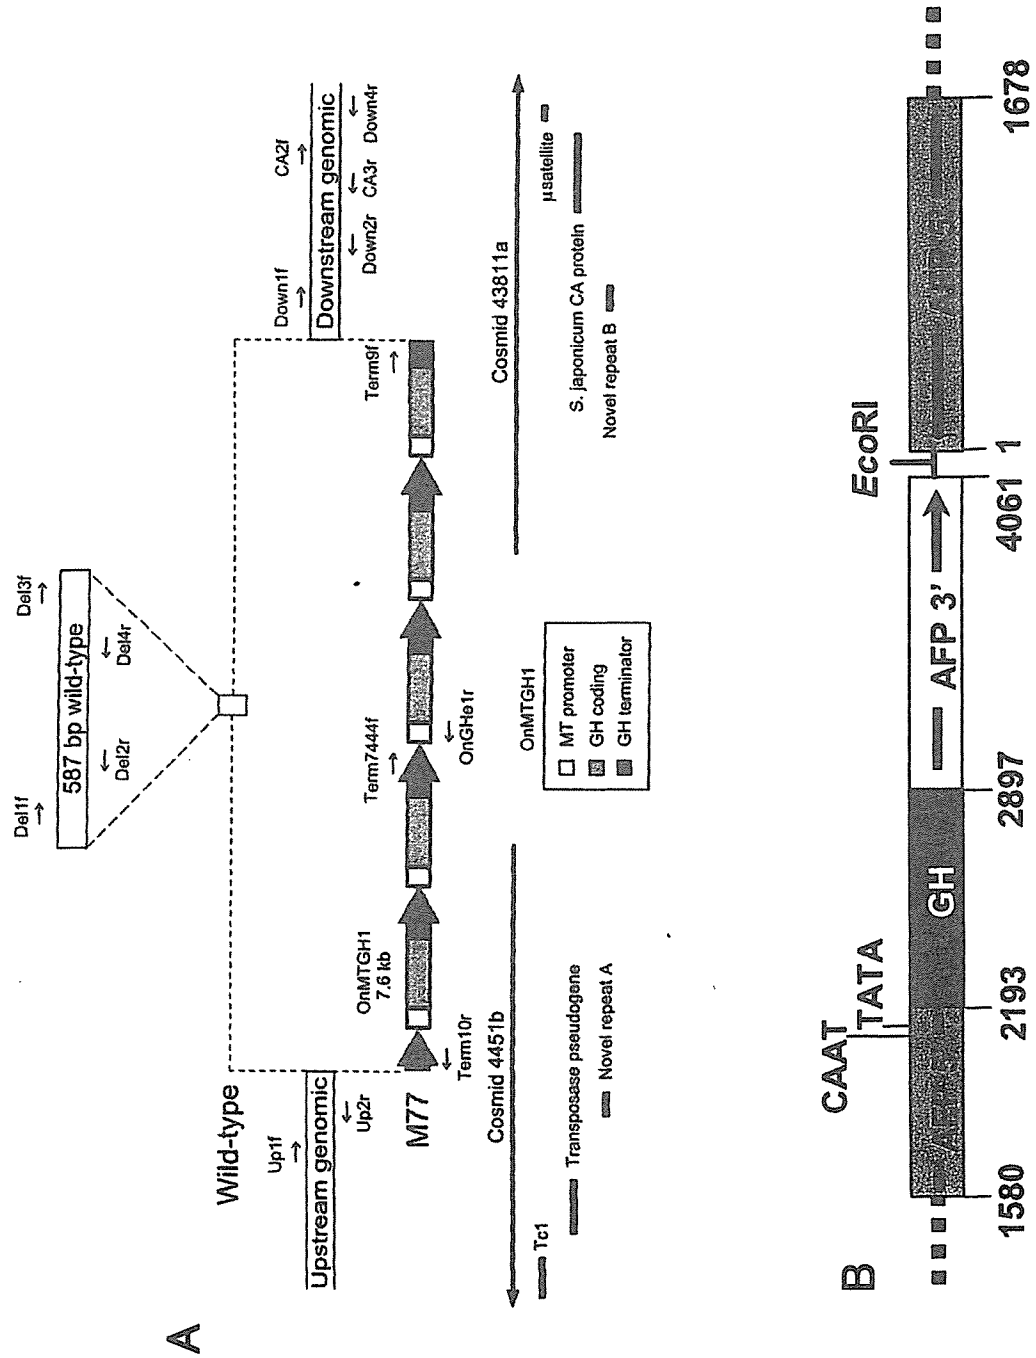 A
Del1f
Del3f
587 bp wild-type
Del2r
Del4r
Wild-type
Up1f
Upstream genomic
Up2r
Down1f
CA2f
Downstream genomic
Down2r
CA3r
Down4r
OnMTGH1
7.6 kb
Term7444f
Term9f
M77
Term10r
OnGHe1r
Cosmid 4451b
Cosmid 43811a
Tc1
Transposase pseudogene
Novel repeat A
OnMTGH1
MT promoter
GH coding
GH terminator
µsatellite
S. japonicum CA protein
Novel repeat B
B
CAAT
TATA
EcoRI
GH
AFP 3'
1580
2193
2897
4061
1
1678